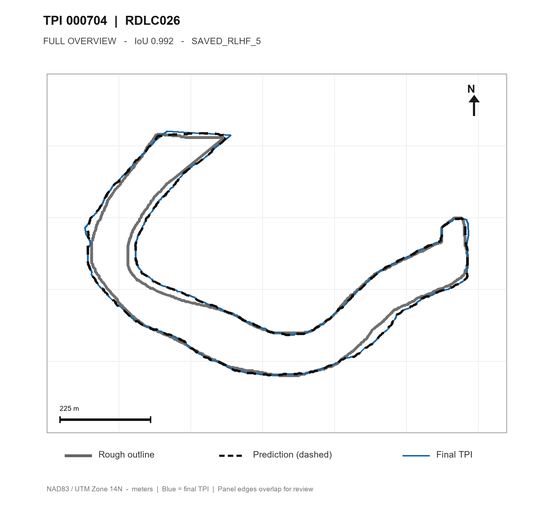 TPI 000704 | RDLC026
FULL OVERVIEW - IoU 0.992 - SAVED_RLHF_5
N
225 m
Rough outline
Prediction (dashed)
Final TPI
NAD83 / UTM Zone 14N - meters | Blue = final TPI | Panel edges overlap for review